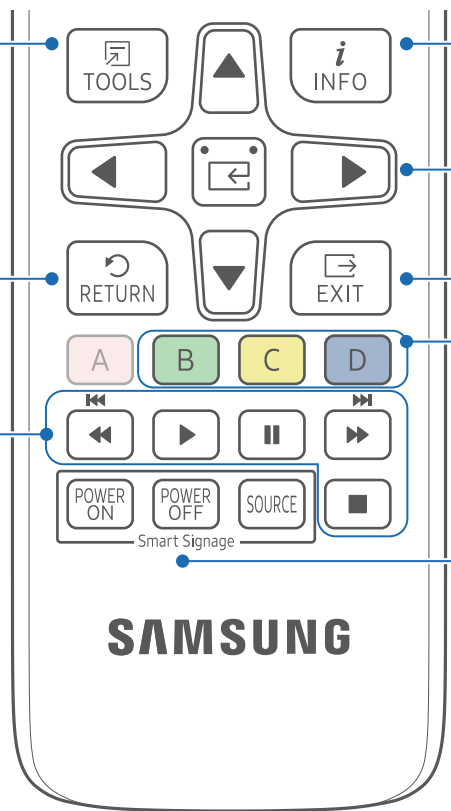 TOOLS
i
INFO
RETURN
EXIT
A B C D
POWER ON
POWER OFF
SOURCE
Smart Signage
SAMSUNG